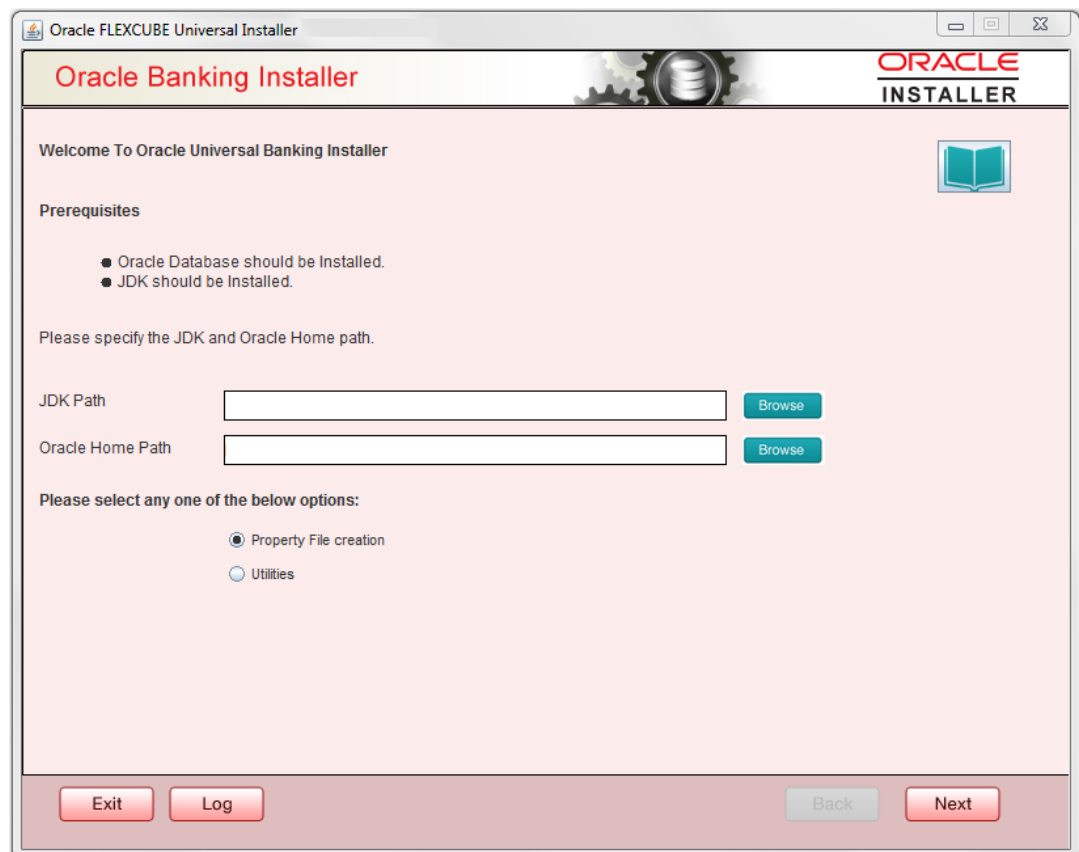 Oracle FLEXCUBE Universal Installer
Oracle Banking Installer
ORACLE
INSTALLER
Welcome To Oracle Universal Banking Installer
Prerequisites
Oracle Database should be Installed.
JDK should be Installed.
Please specify the JDK and Oracle Home path.
JDK Path
Browse
Oracle Home Path
Browse
Please select any one of the below options:
Property File creation
Utilities
Exit
Log
Back
Next